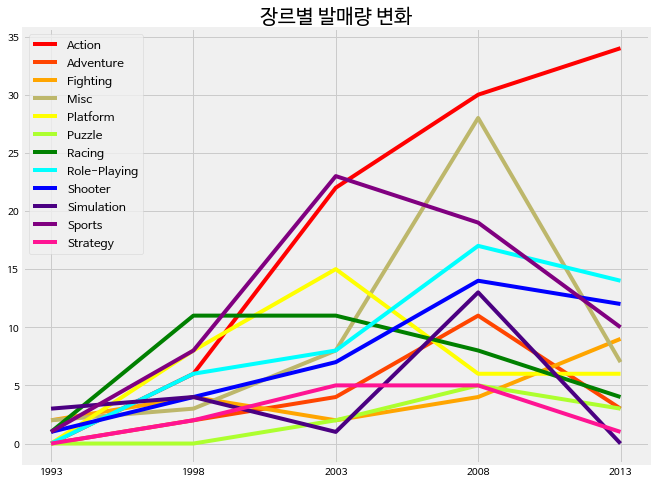 장르별 발매량 변화
35
30
25
20
15
10
5
0
Action
Adventure
Fighting
Misc
Platform
Puzzle
Racing
Role-Playing
Shooter
Simulation
Sports
Strategy
1993 1998 2003 2008 2013